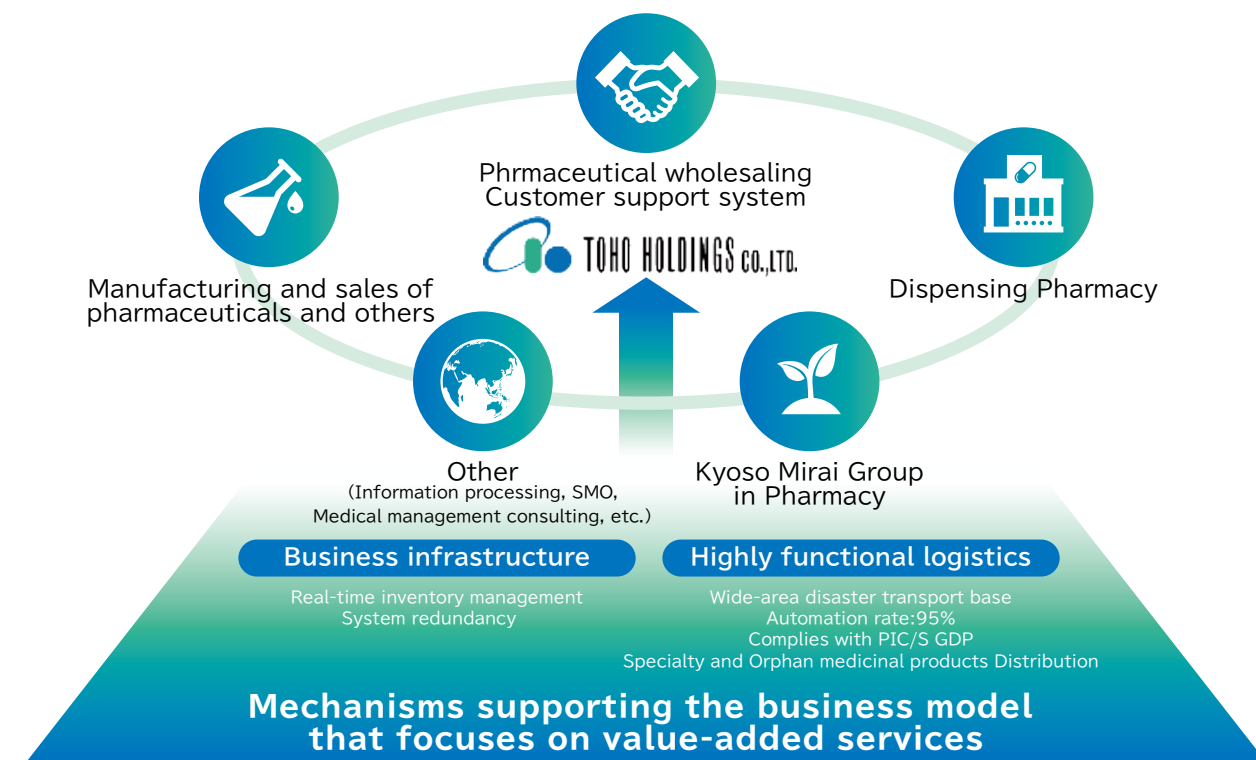 Phrmaceutical wholesaling
Customer support system
TOHO HOLDINGS CO.,LTD.
Manufacturing and sales of
pharmaceuticals and others
Dispensing Pharmacy
Other
(Information processing, SMO,
Medical management consulting, etc.)
Kyoso Mirai Group
in Pharmacy
Business infrastructure
Real-time inventory management
System redundancy
Highly functional logistics
Wide-area disaster transport base
Automation rate:95%
Complies with PIC/S GDP
Specialty and Orphan medicinal products Distribution
Mechanisms supporting the business model
that focuses on value-added services